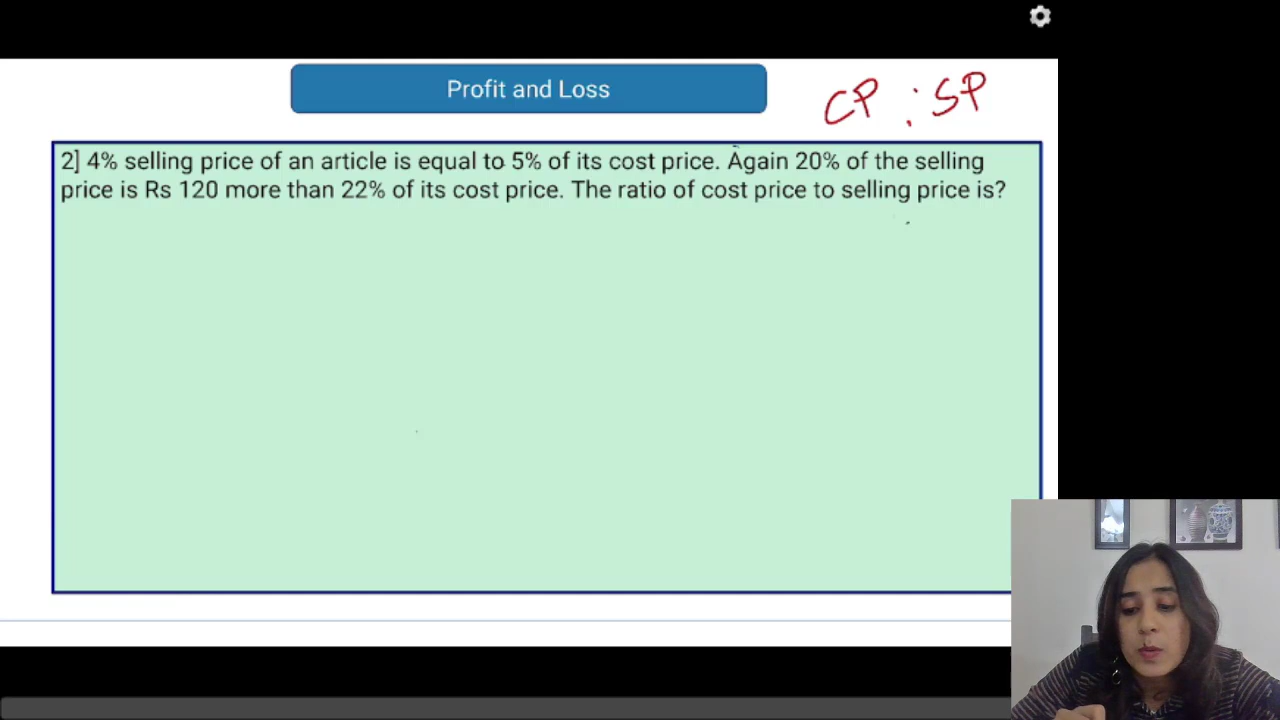 Profit and Loss
CP : SP
2] 4% selling price of an article is equal to 5% of its cost price. Again 20% of the selling
price is Rs 120 more than 22% of its cost price. The ratio of cost price to selling price is?